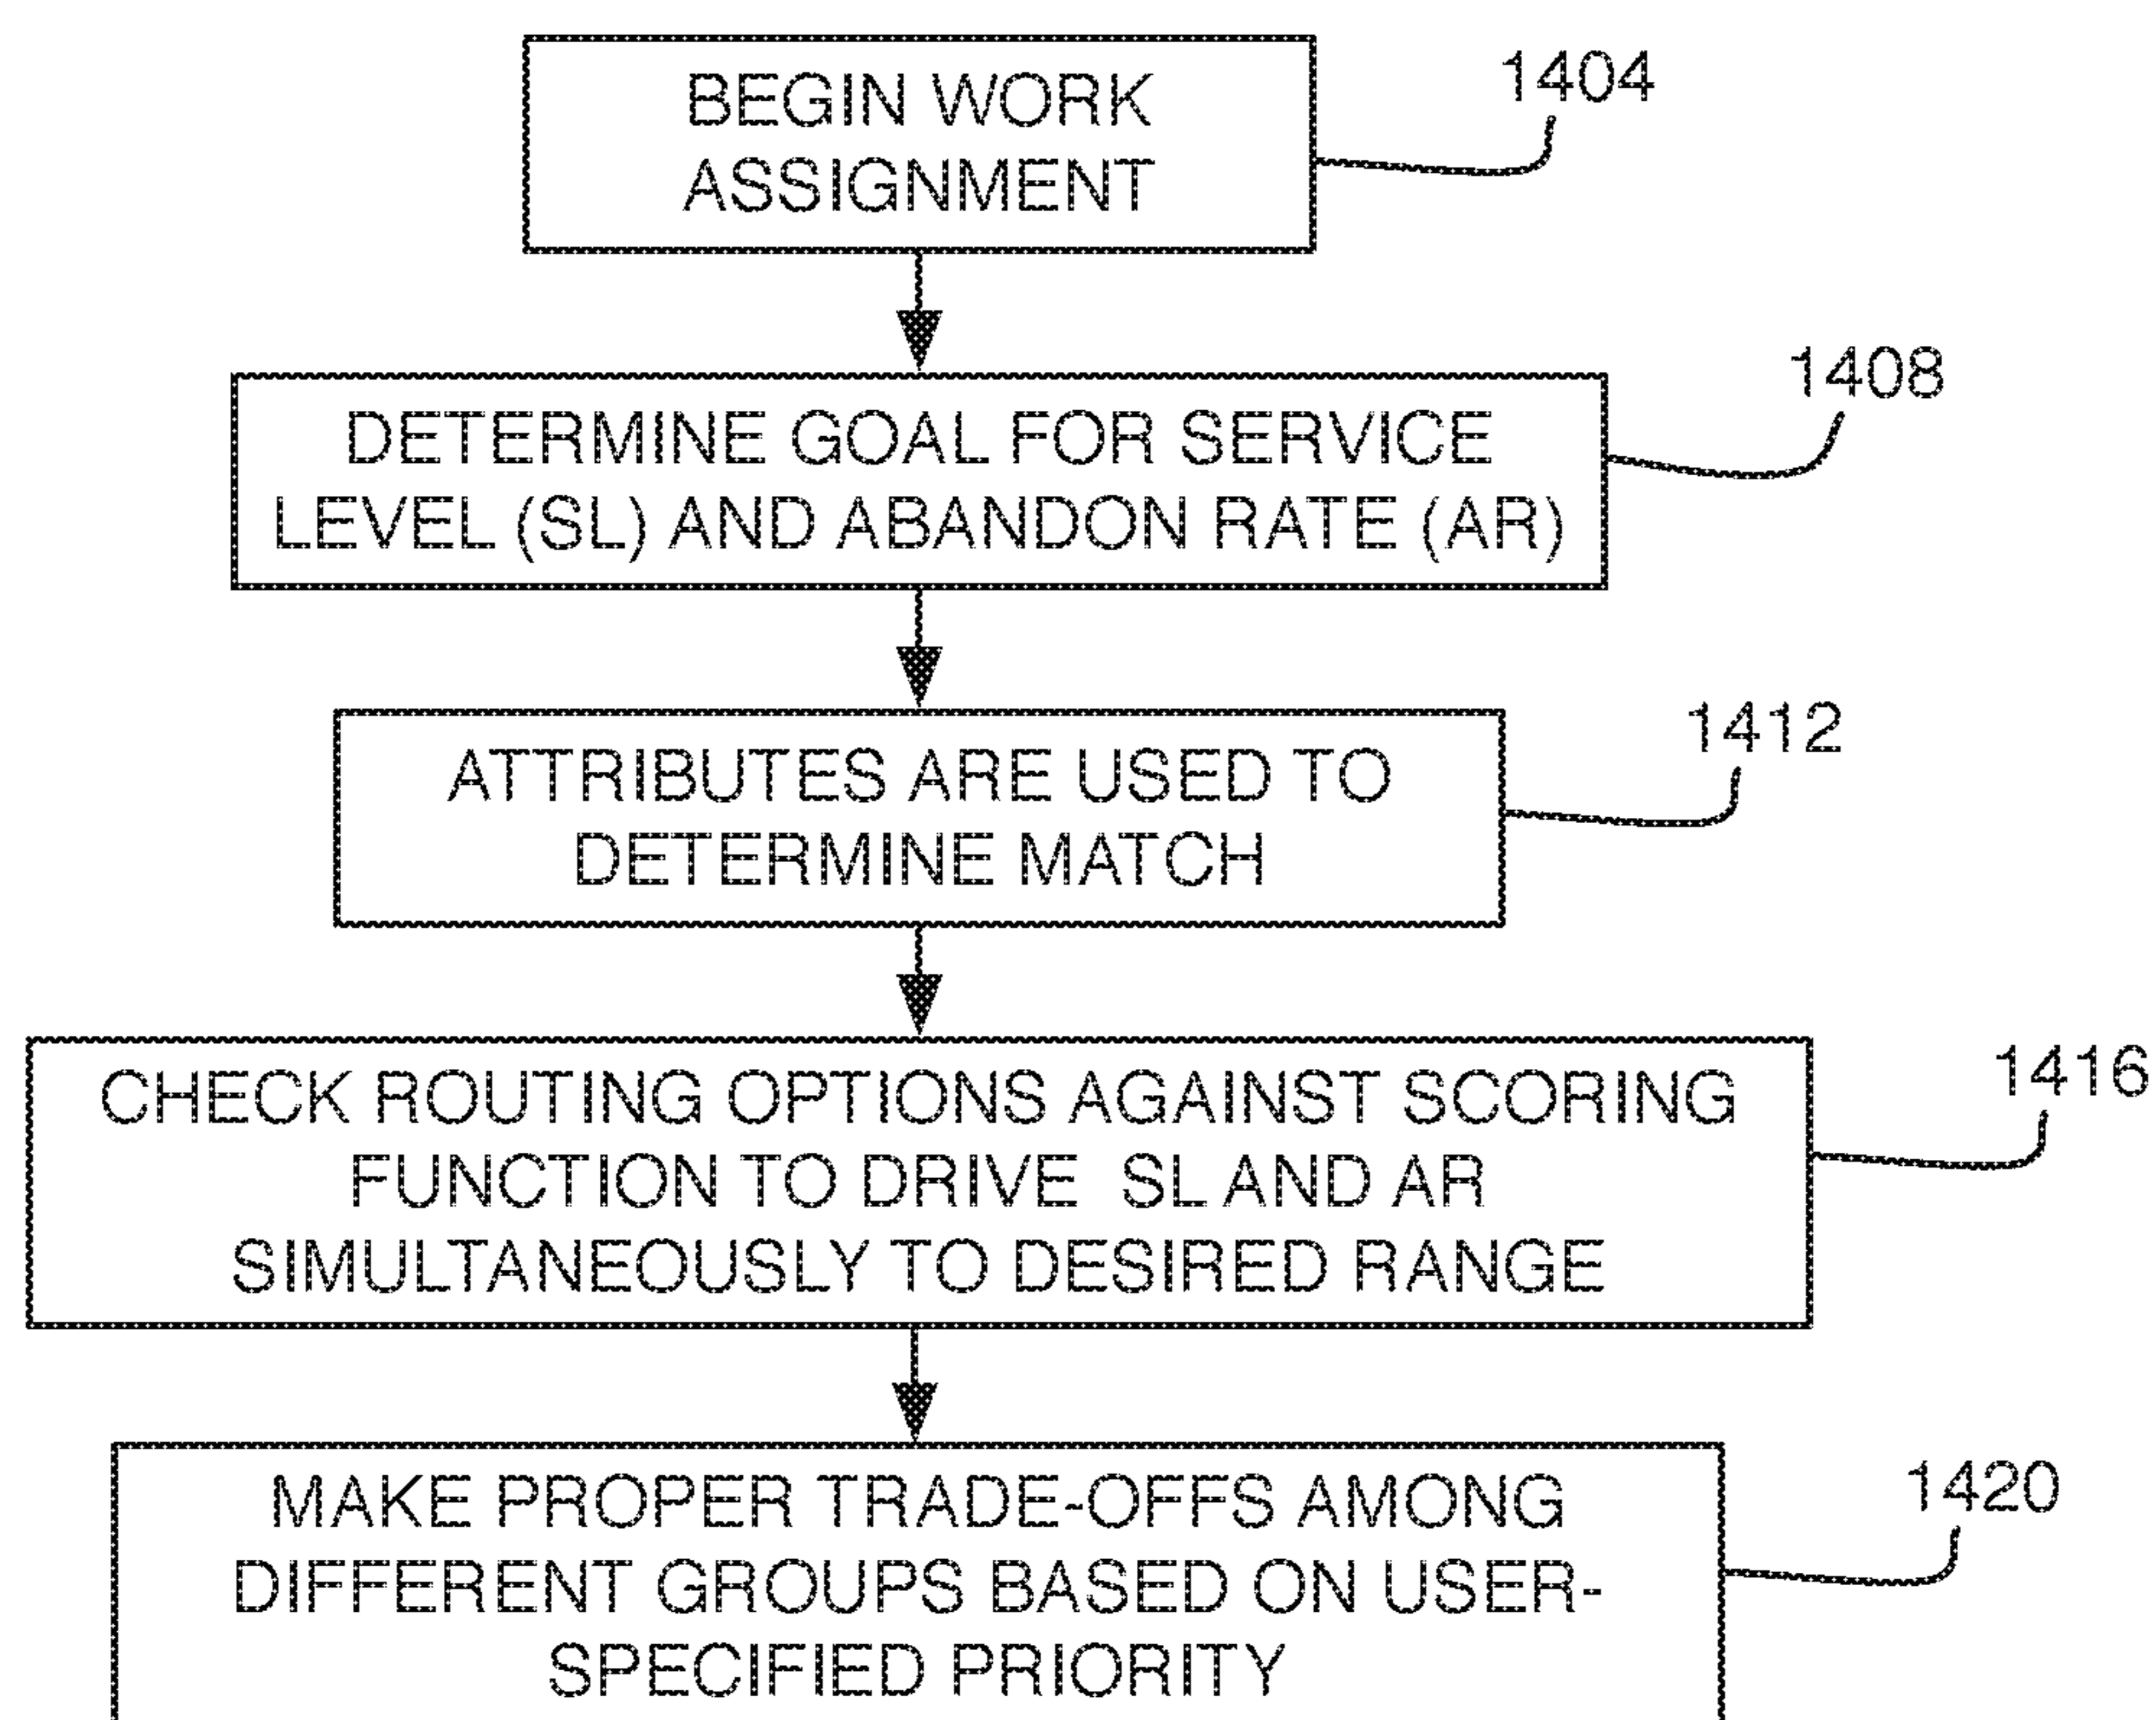 BEGIN WORK
ASSIGNMENT
1404
DETERMINE GOAL FOR SERVICE
LEVEL (SL) AND ABANDON RATE (AR)
1408
ATTRIBUTES ARE USED TO
DETERMINE MATCH
1412
CHECK ROUTING OPTIONS AGAINST SCORING
FUNCTION TO DRIVE SL AND AR
SIMULTANEOUSLY TO DESIRED RANGE
1416
MAKE PROPER TRADE-OFFS AMONG
DIFFERENT GROUPS BASED ON USER-
SPECIFIED PRIORITY
1420